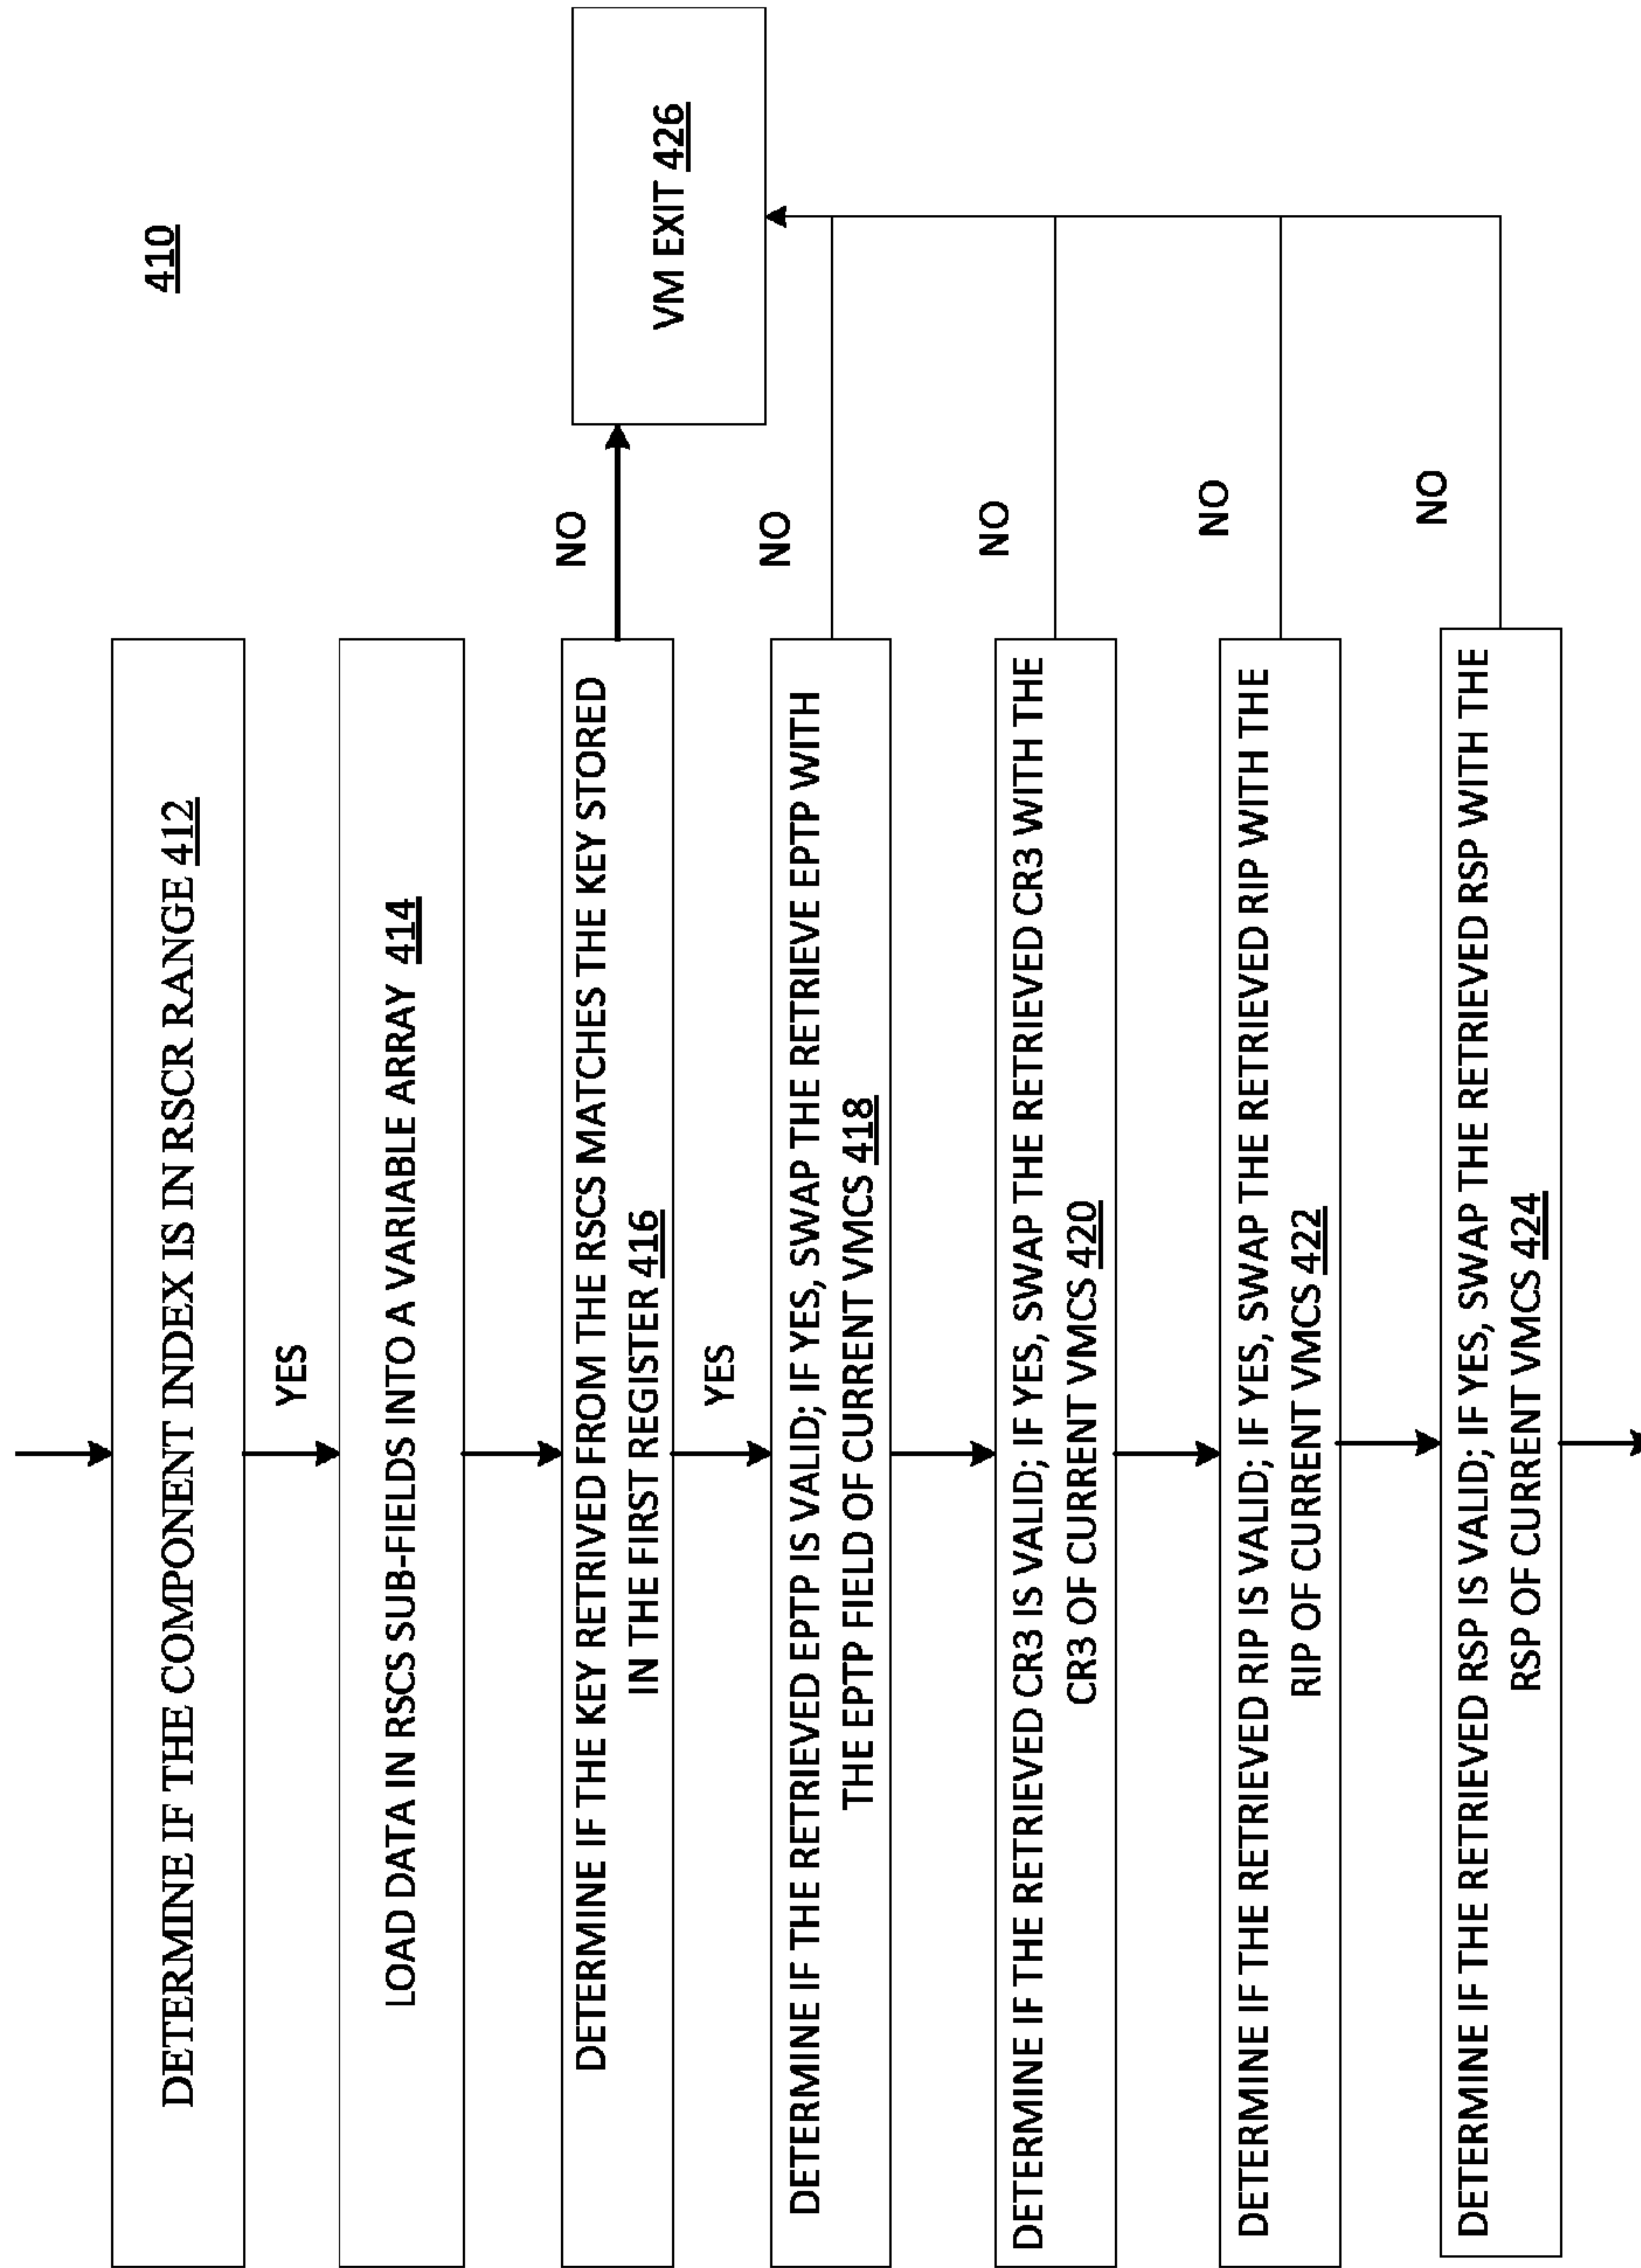 410
DETERMINE IF THE COMPONENT INDEX IS IN RSCR RANGE 412
YES
LOAD DATA IN RSCS SUB-FIELDS INTO A VARIABLE ARRAY 414
DETERMINE IF THE KEY RETRIVED FROM THE RSCS MATCHES THE KEY STORED
IN THE FIRST REGISTER 416
NO
VM EXIT 426
YES
DETERMINE IF THE RETRIEVED EPTP IS VALID; IF YES, SWAP THE RETRIEVE EPTP WITH
THE EPTP FIELD OF CURRENT VMCS 418
NO
DETERMINE IF THE RETRIEVED CR3 IS VALID; IF YES, SWAP THE RETRIEVED CR3 WITH THE
CR3 OF CURRENT VMCS 420
NO
DETERMINE IF THE RETRIEVED RIP IS VALID; IF YES, SWAP THE RETRIEVED RIP WITH THE
RIP OF CURRENT VMCS 422
NO
DETERMINE IF THE RETRIEVED RSP IS VALID; IF YES, SWAP THE RETRIEVED RSP WITH THE
RSP OF CURRENT VMCS 424
NO